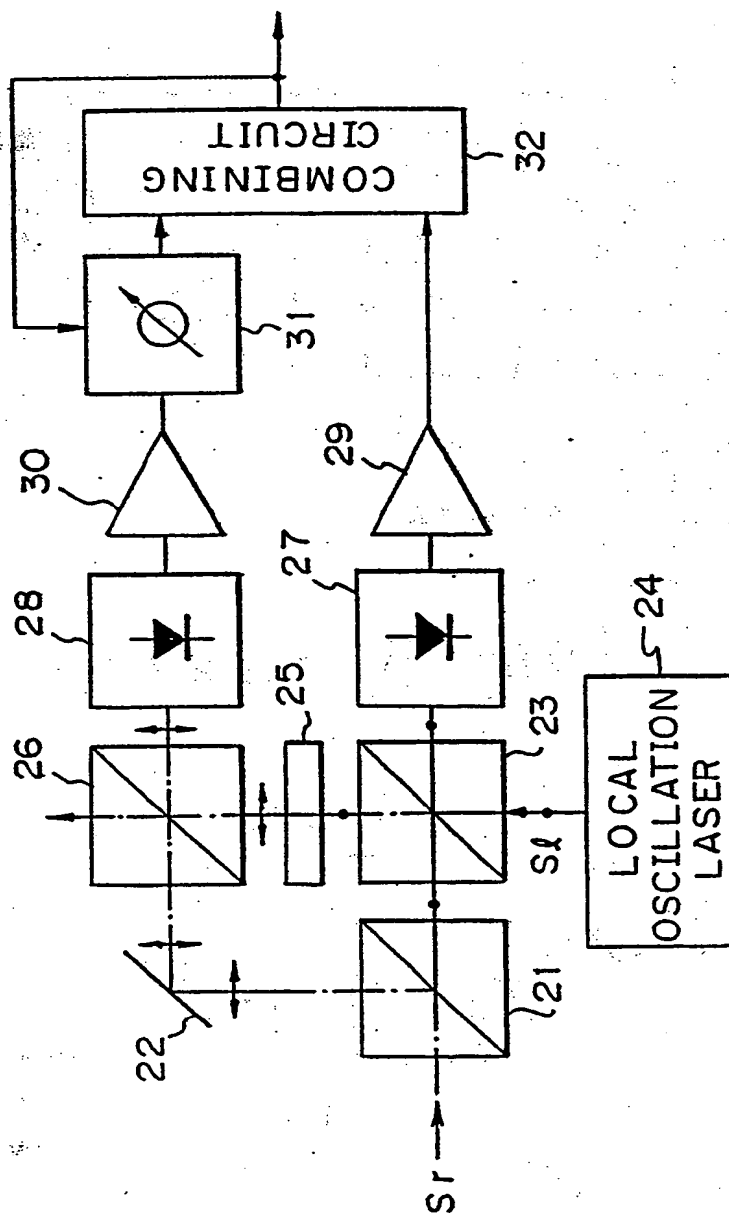 COMBINING
CIRCUIT
32
31
30
29
28
27
26
25
24
23
LOCAL
OSCILLATION
LASER
Sℓ
22
21
Sr